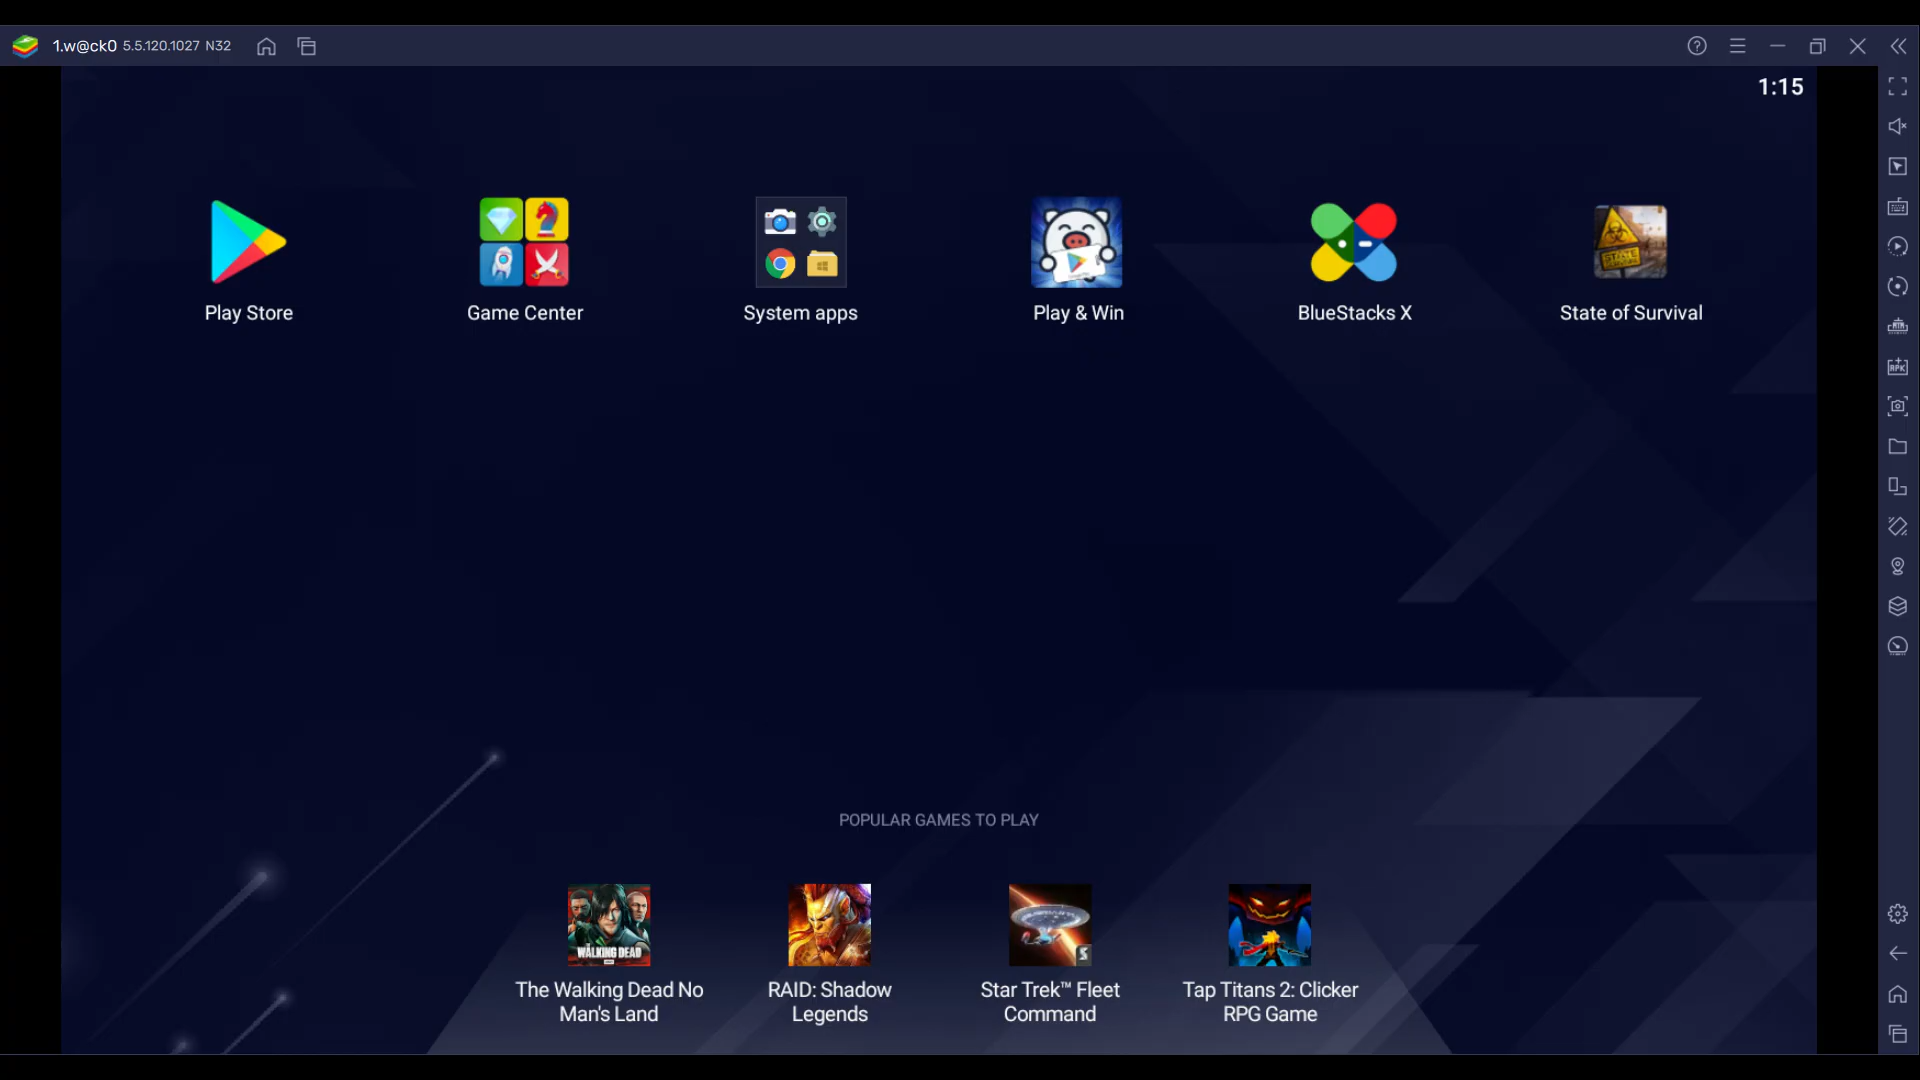 1.w@ck0 5.5.120.1027 N32
1:15
Play Store
Game Center
System apps
Play & Win
BlueStacks X
State of Survival
POPULAR GAMES TO PLAY
WALKING DEAD
The Walking Dead No
Man's Land
RAID: Shadow
Legends
Star Trek™ Fleet
Command
Tap Titans 2: Clicker
RPG Game